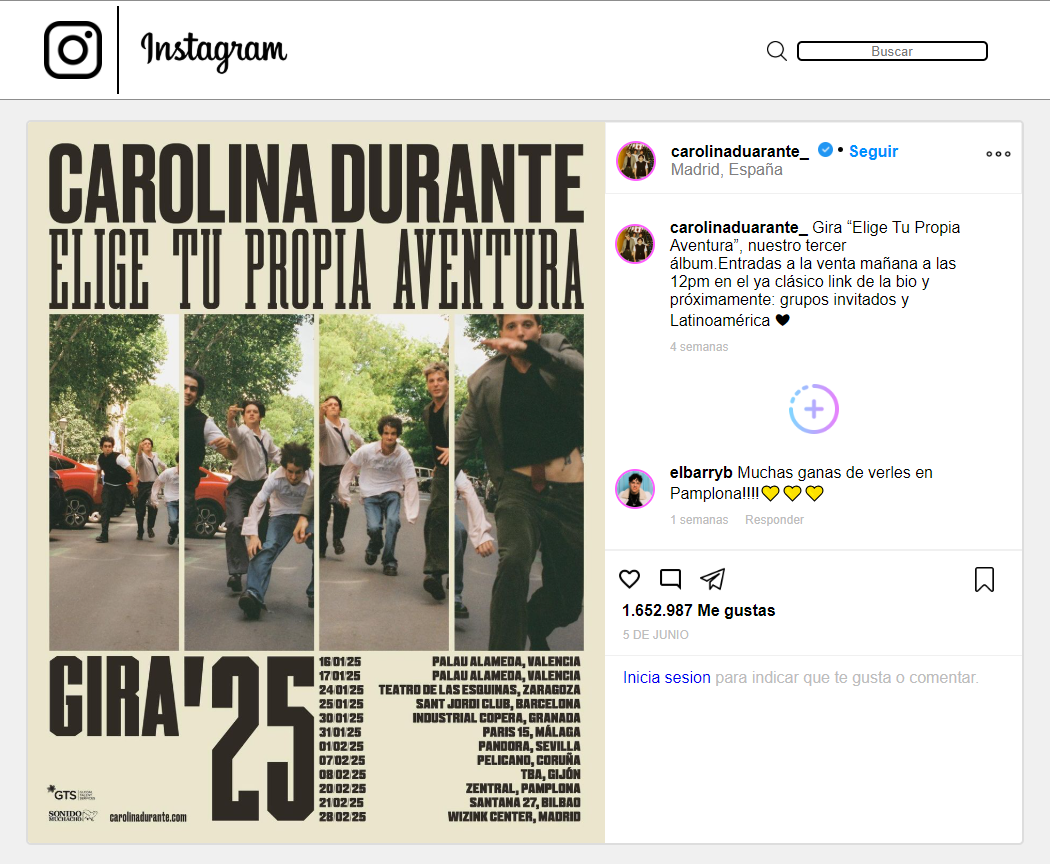 Instagram
Buscar
CAROLINA DURANTE
ELIGE TU PROPIA AVENTURA
GIRA'25
16/01/25 PALAU ALAMEDA, VALENCIA
17/01/25 PALAU ALAMEDA, VALENCIA
24/01/25 TEATRO DE LAS ESQUINAS, ZARAGOZA
25/01/25 SANT JORDI CLUB, BARCELONA
30/01/25 INDUSTRIAL COPERA, GRANADA
31/01/25 PARIS 15, MÁLAGA
01/02/25 PANDORA, SEVILLA
07/02/25 PELICANO, CORUÑA
08/02/25 TBA, GIJÓN
20/02/25 ZENTRAL, PAMPLONA
21/02/25 SANTANA 27, BILBAO
28/02/25 WIZINK CENTER, MADRID
GTS
SONIDO
MUCHACHO
carolinadurante.com
carolinaduarante_ • Seguir
Madrid, España
carolinaduarante_ Gira “Elige Tu Propia
Aventura”, nuestro tercer
álbum.Entradas a la venta mañana a las
12pm en el ya clásico link de la bio y
próximamente: grupos invitados y
Latinoamérica 🖤
4 semanas
elbarryb Muchas ganas de verles en
Pamplona!!!!💛💛💛
1 semanas Responder
1.652.987 Me gustas
5 DE JUNIO
Inicia sesion para indicar que te gusta o comentar.